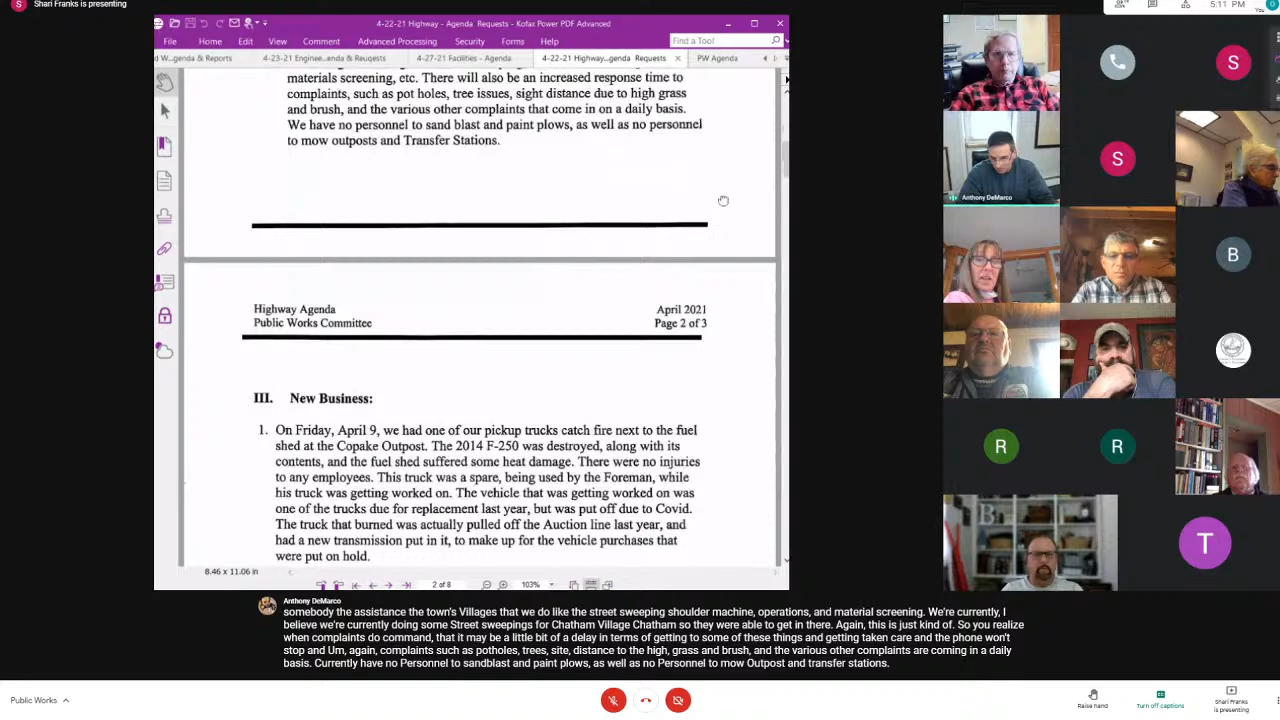 S Shari Franks is presenting
5:11 PM
You
4-22-21 Highway - Agenda Requests - Kofax Power PDF Advanced
File Home Edit View Comment Advanced Processing Security Forms Help Find a Tool
d W...genda & Reports 4-23-21 Enginee...enda & Reugests 4-27-21 Facilities - Agenda 4-22-21 Highway...genda Requests PW Agenda
materials screening, etc. There will also be an increased response time to
complaints, such as pot holes, tree issues, sight distance due to high grass
and brush, and the various other complaints that come in on a daily basis.
We have no personnel to sand blast and paint plows, as well as no personnel
to mow outposts and Transfer Stations.
Highway Agenda April 2021
Public Works Committee Page 2 of 3
III. New Business:
1. On Friday, April 9, we had one of our pickup trucks catch fire next to the fuel
shed at the Copake Outpost. The 2014 F-250 was destroyed, along with its
contents, and the fuel shed suffered some heat damage. There were no injuries
to any employees. This truck was a spare, being used by the Foreman, while
his truck was getting worked on. The vehicle that was getting worked on was
one of the trucks due for replacement last year, but was put off due to Covid.
The truck that burned was actually pulled off the Auction line last year, and
had a new transmission put in it, to make up for the vehicle purchases that
were put on hold.
8.46 x 11.06 in
2 of 8 103%
S
S
Anthony DeMarco
B
R
R
B
T
Anthony DeMarco
somebody the assistance the town's Villages that we do like the street sweeping shoulder machine, operations, and material screening. We're currently, I
believe we're currently doing some Street sweepings for Chatham Village Chatham so they were able to get in there. Again, this is just kind of. So you realize
when complaints do command, that it may be a little bit of a delay in terms of getting to some of these things and getting taken care and the phone won't
stop and Um, again, complaints such as potholes, trees, site, distance to the high, grass and brush, and the various other complaints are coming in a daily
basis. Currently have no Personnel to sandblast and paint plows, as well as no Personnel to mow Outpost and transfer stations.
Public Works
Raise hand
Turn off captions
Shari Franks
is presenting